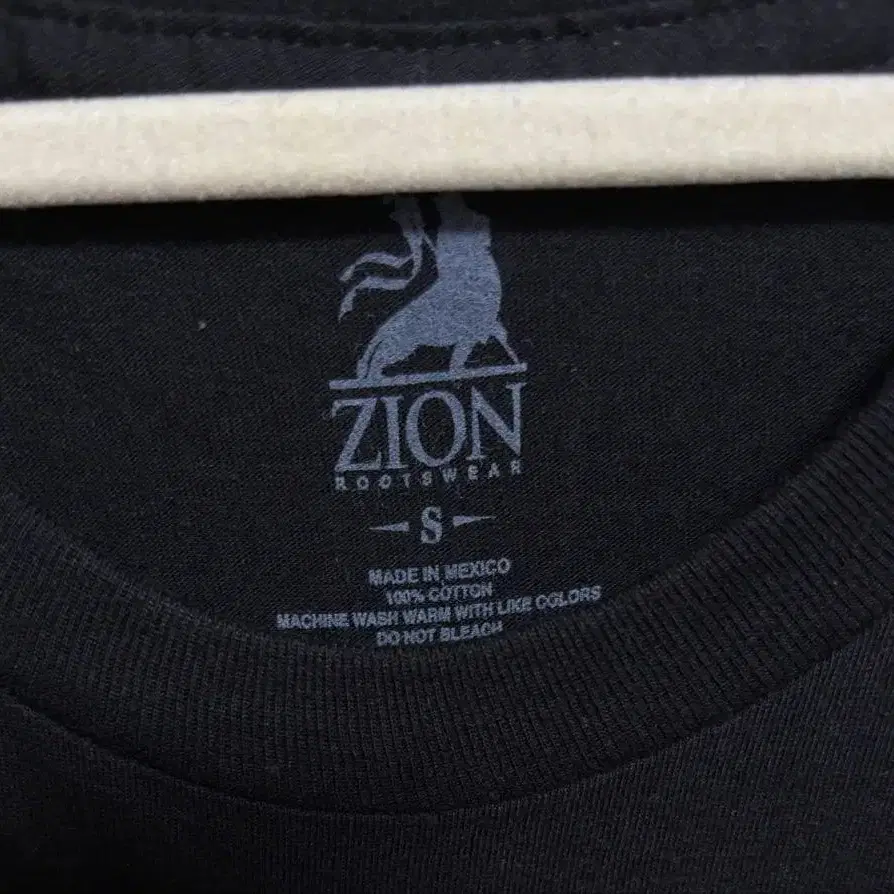 ZION
ROOTSWEAR
S
MADE IN MEXICO
100% COTTON
MACHINE WASH WARM WITH LIKE COLORS
DO NOT BLEACH